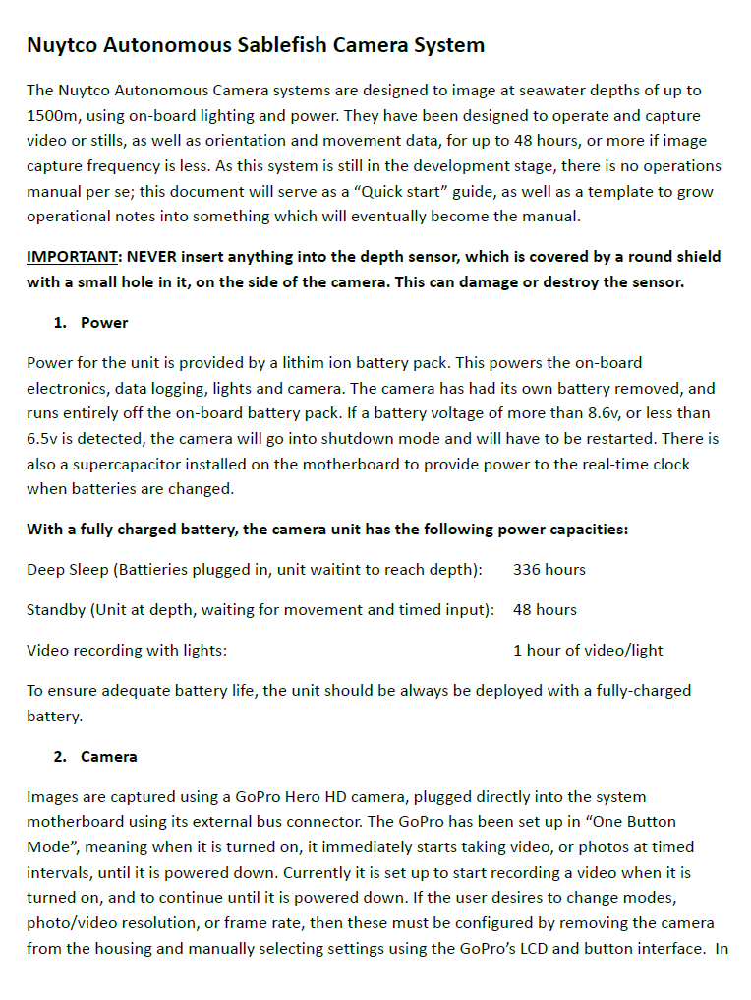 Nuytco Autonomous Sablefish Camera System
The Nuytco Autonomous Camera systems are designed to image at seawater depths of up to
1500m, using on-board lighting and power. They have been designed to operate and capture
video or stills, as well as orientation and movement data, for up to 48 hours, or more if image
capture frequency is less. As this system is still in the development stage, there is no operations
manual per se; this document will serve as a “Quick start” guide, as well as a template to grow
operational notes into something which will eventually become the manual.
IMPORTANT: NEVER insert anything into the depth sensor, which is covered by a round shield
with a small hole in it, on the side of the camera. This can damage or destroy the sensor.
1. Power
Power for the unit is provided by a lithim ion battery pack. This powers the on-board
electronics, data logging, lights and camera. The camera has had its own battery removed, and
runs entirely off the on-board battery pack. If a battery voltage of more than 8.6v, or less than
6.5v is detected, the camera will go into shutdown mode and will have to be restarted. There is
also a supercapacitor installed on the motherboard to provide power to the real-time clock
when batteries are changed.
With a fully charged battery, the camera unit has the following power capacities:
Deep Sleep (Battieries plugged in, unit waitint to reach depth): 336 hours
Standby (Unit at depth, waiting for movement and timed input): 48 hours
Video recording with lights: 1 hour of video/light
To ensure adequate battery life, the unit should be always be deployed with a fully-charged
battery.
2. Camera
Images are captured using a GoPro Hero HD camera, plugged directly into the system
motherboard using its external bus connector. The GoPro has been set up in “One Button
Mode”, meaning when it is turned on, it immediately starts taking video, or photos at timed
intervals, until it is powered down. Currently it is set up to start recording a video when it is
turned on, and to continue until it is powered down. If the user desires to change modes,
photo/video resolution, or frame rate, then these must be configured by removing the camera
from the housing and manually selecting settings using the GoPro’s LCD and button interface. In